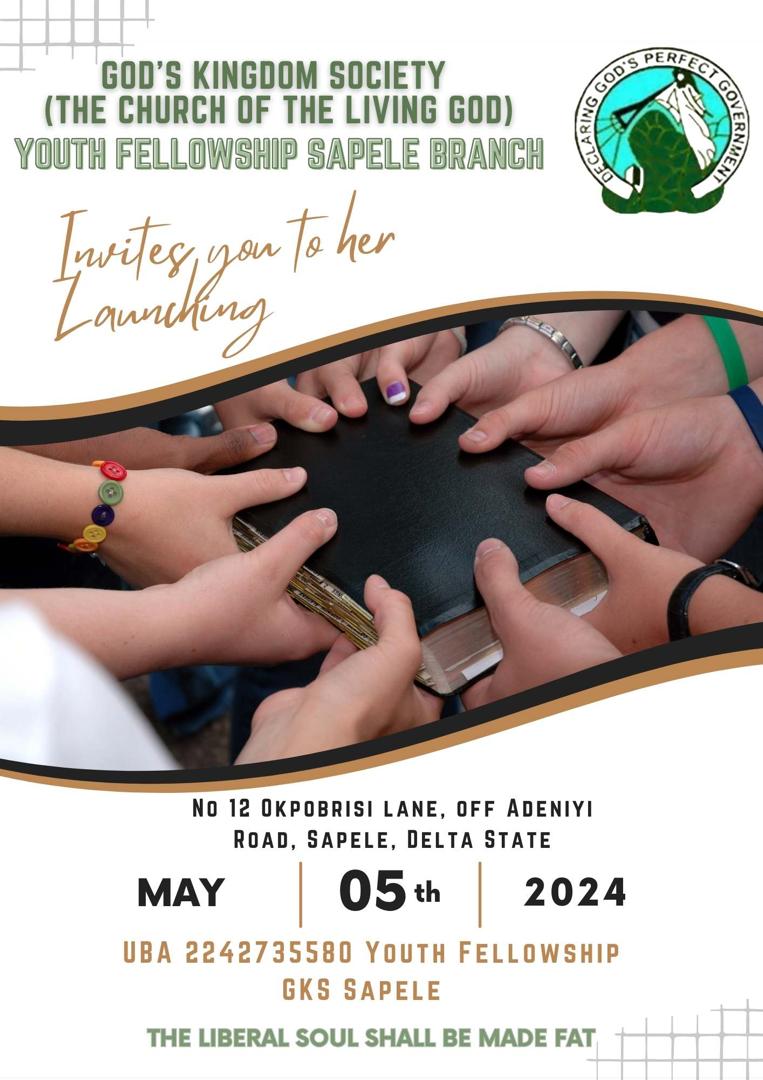 GOD'S KINGDOM SOCIETY
(THE CHURCH OF THE LIVING GOD)
YOUTH FELLOWSHIP SAPELE BRANCH
DECLARING GOD'S PERFECT GOVERNMENT
Invites you to her
Launching
No 12 Okpobrisi lane, off Adeniyi
Road, Sapele, Delta State
MAY 05th 2024
UBA 2242735580 Youth Fellowship
GKS Sapele
THE LIBERAL SOUL SHALL BE MADE FAT